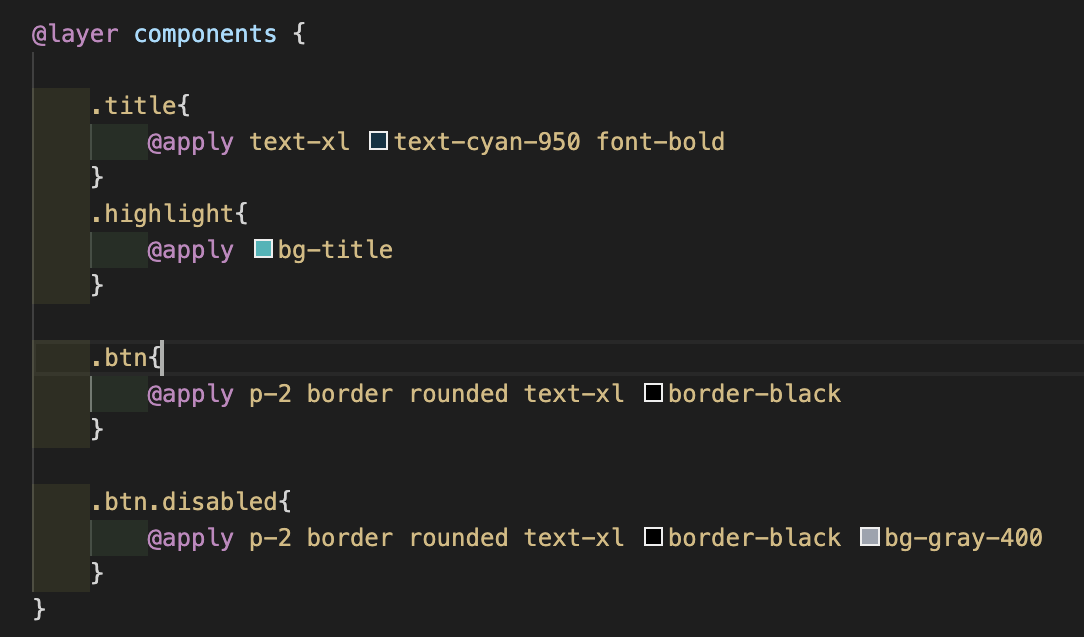 @layer components {
.title{
@apply text-xl text-cyan-950 font-bold
}
.highlight{
@apply bg-title
}
.btn{
@apply p-2 border rounded text-xl border-black
}
.btn.disabled{
@apply p-2 border rounded text-xl border-black bg-gray-400
}
}